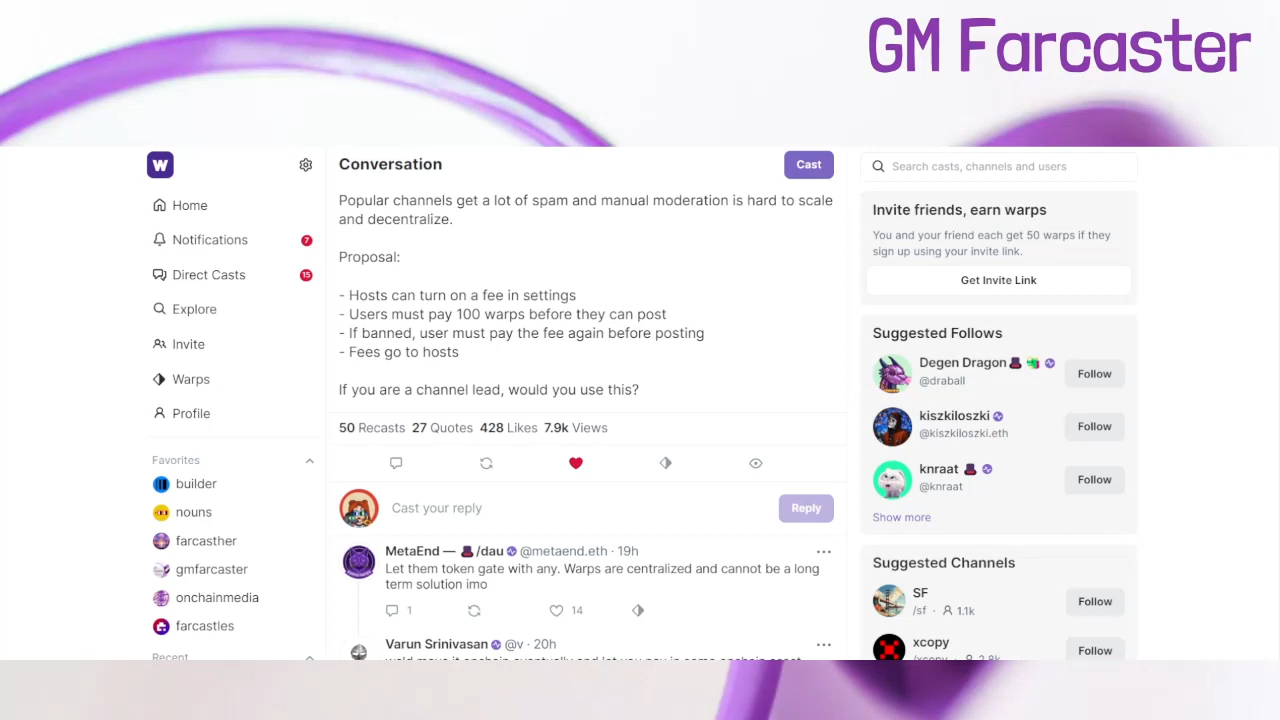 GM Farcaster
W
Home
Notifications
7
Direct Casts
15
Explore
Invite
Warps
Profile
Favorites
builder
nouns
farcasther
gmfarcaster
onchainmedia
farcastles
Recent
Conversation
Cast
Popular channels get a lot of spam and manual moderation is hard to scale
and decentralize.
Proposal:
- Hosts can turn on a fee in settings
- Users must pay 100 warps before they can post
- If banned, user must pay the fee again before posting
- Fees go to hosts
If you are a channel lead, would you use this?
50 Recasts 27 Quotes 428 Likes 7.9k Views
Cast your reply
Reply
MetaEnd — 🎩/dau @metaend.eth · 19h
Let them token gate with any. Warps are centralized and cannot be a long
term solution imo
1
14
Varun Srinivasan @v · 20h
Search casts, channels and users
Invite friends, earn warps
You and your friend each get 50 warps if they
sign up using your invite link.
Get Invite Link
Suggested Follows
Degen Dragon
@draball
Follow
kiszkiloszki
@kiszkiloszki.eth
Follow
knraat
@knraat
Follow
Show more
Suggested Channels
SF
/sf · 1.1k
Follow
xcopy
/xcopy · 2.8k
Follow